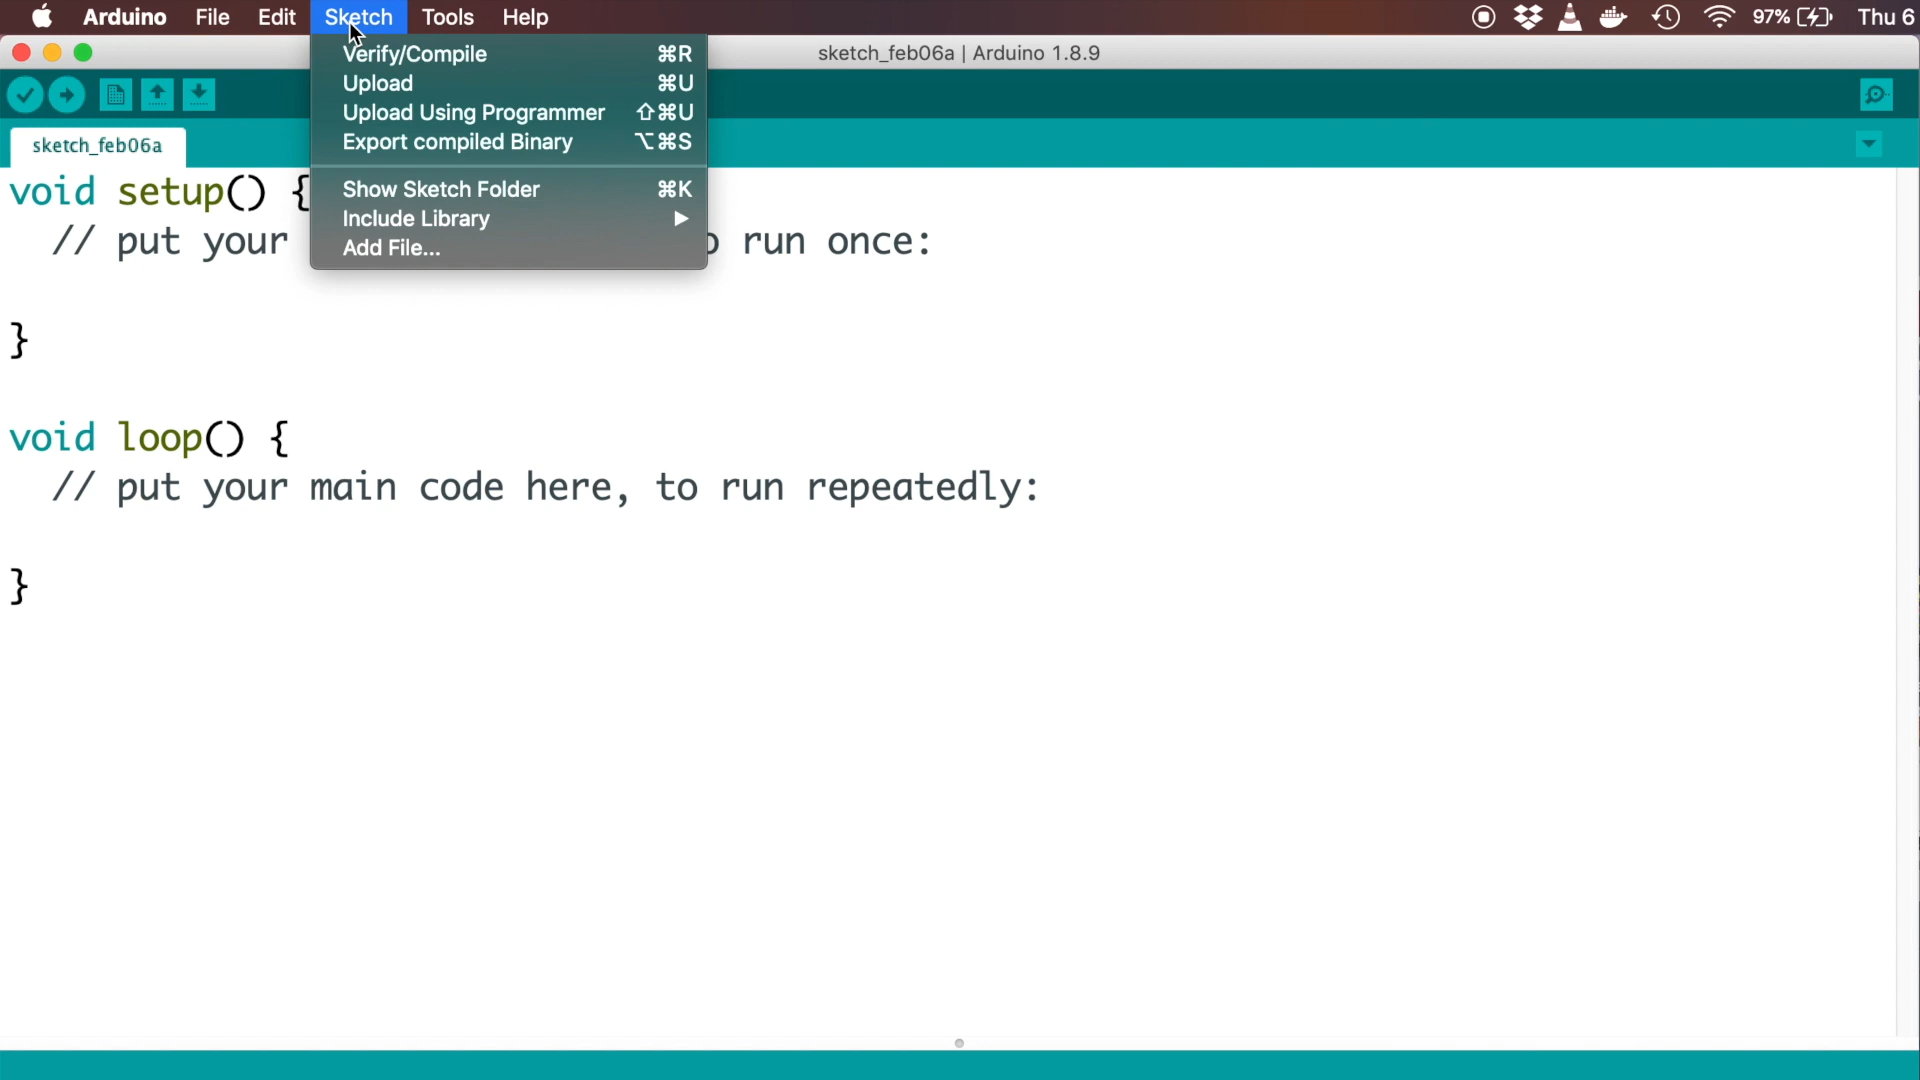 Arduino File Edit Sketch Tools Help 97% Thu 6
sketch_feb06a | Arduino 1.8.9
Verify/Compile ⌘R
Upload ⌘U
Upload Using Programmer ⇧⌘U
Export compiled Binary ⌥⌘S
Show Sketch Folder ⌘K
Include Library ▶
Add File...
sketch_feb06a
void setup() {
// put your o run once:
}
void loop() {
// put your main code here, to run repeatedly:
}